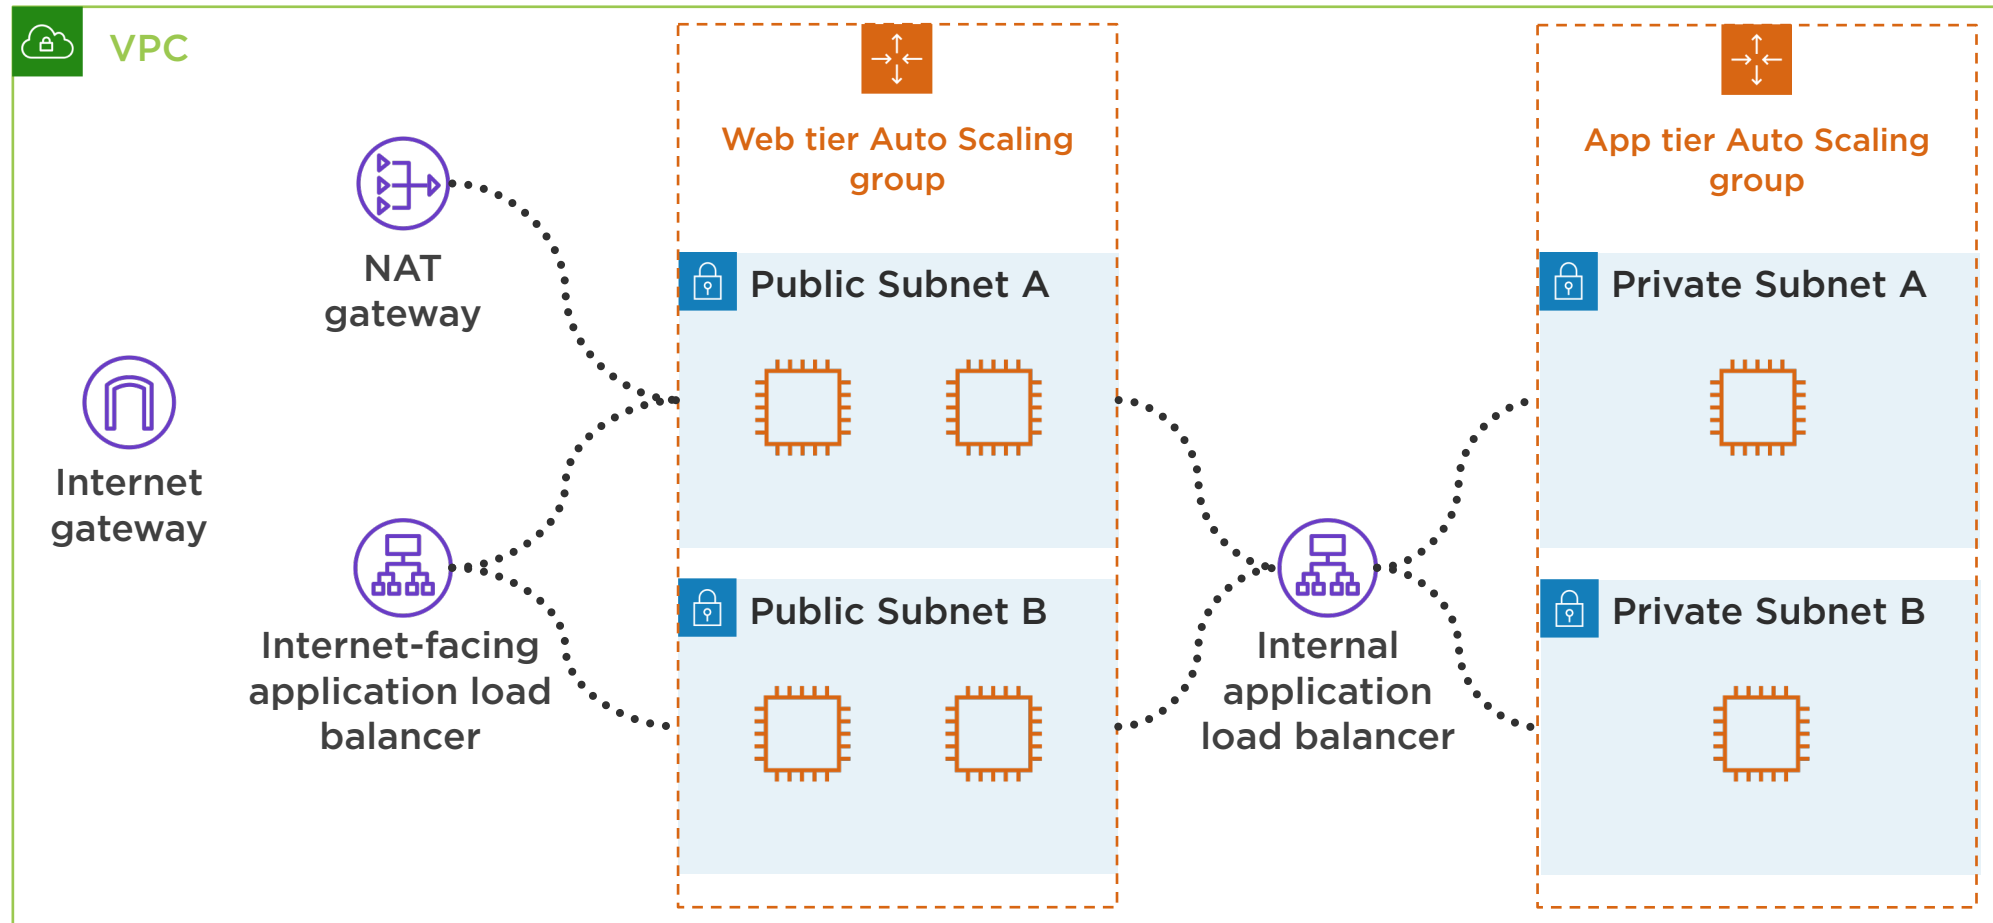 VPC
Web tier Auto Scaling
group
App tier Auto Scaling
group
NAT
gateway
Public Subnet A
Private Subnet A
Internet
gateway
Public Subnet B
Private Subnet B
Internet-facing
application load
balancer
Internal
application
load balancer